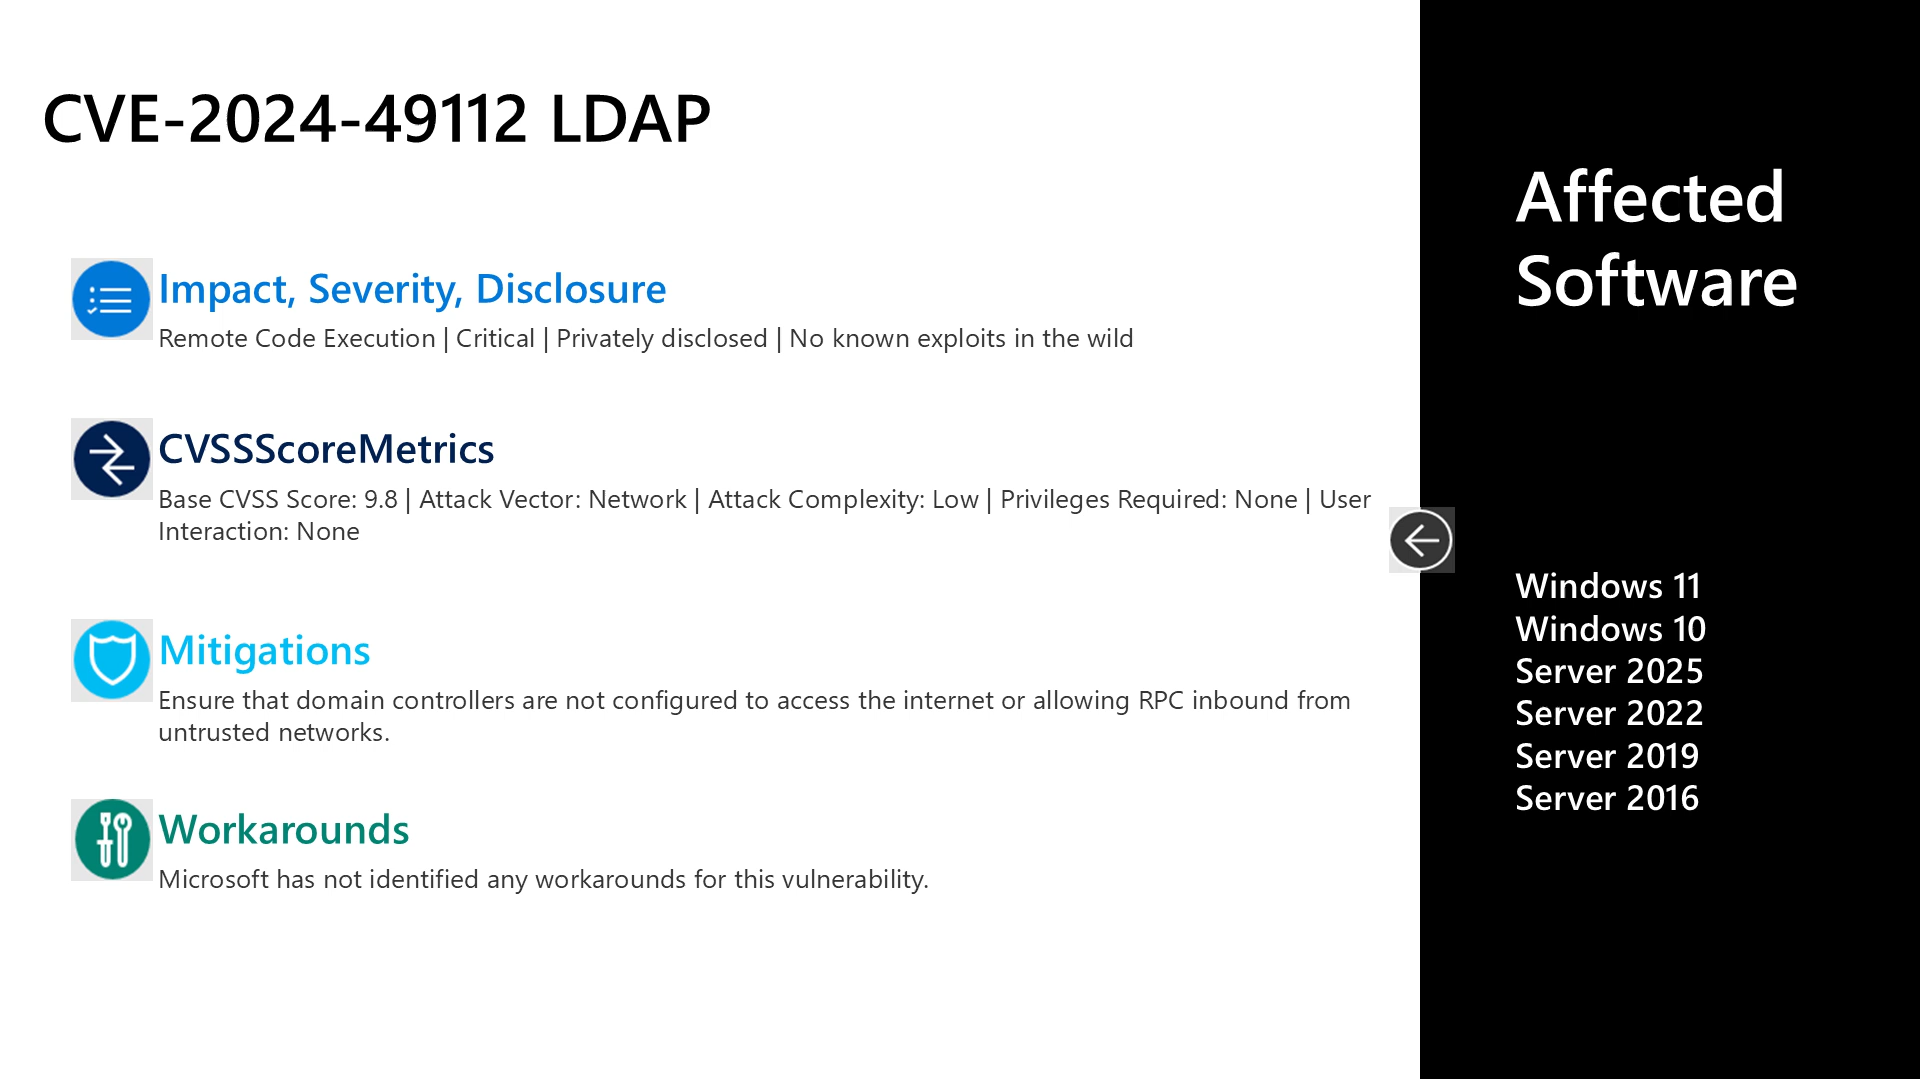 CVE-2024-49112 LDAP
Impact, Severity, Disclosure
Remote Code Execution | Critical | Privately disclosed | No known exploits in the wild
CVSSScoreMetrics
Base CVSS Score: 9.8 | Attack Vector: Network | Attack Complexity: Low | Privileges Required: None | User
Interaction: None
Mitigations
Ensure that domain controllers are not configured to access the internet or allowing RPC inbound from
untrusted networks.
Workarounds
Microsoft has not identified any workarounds for this vulnerability.
Affected
Software
Windows 11
Windows 10
Server 2025
Server 2022
Server 2019
Server 2016